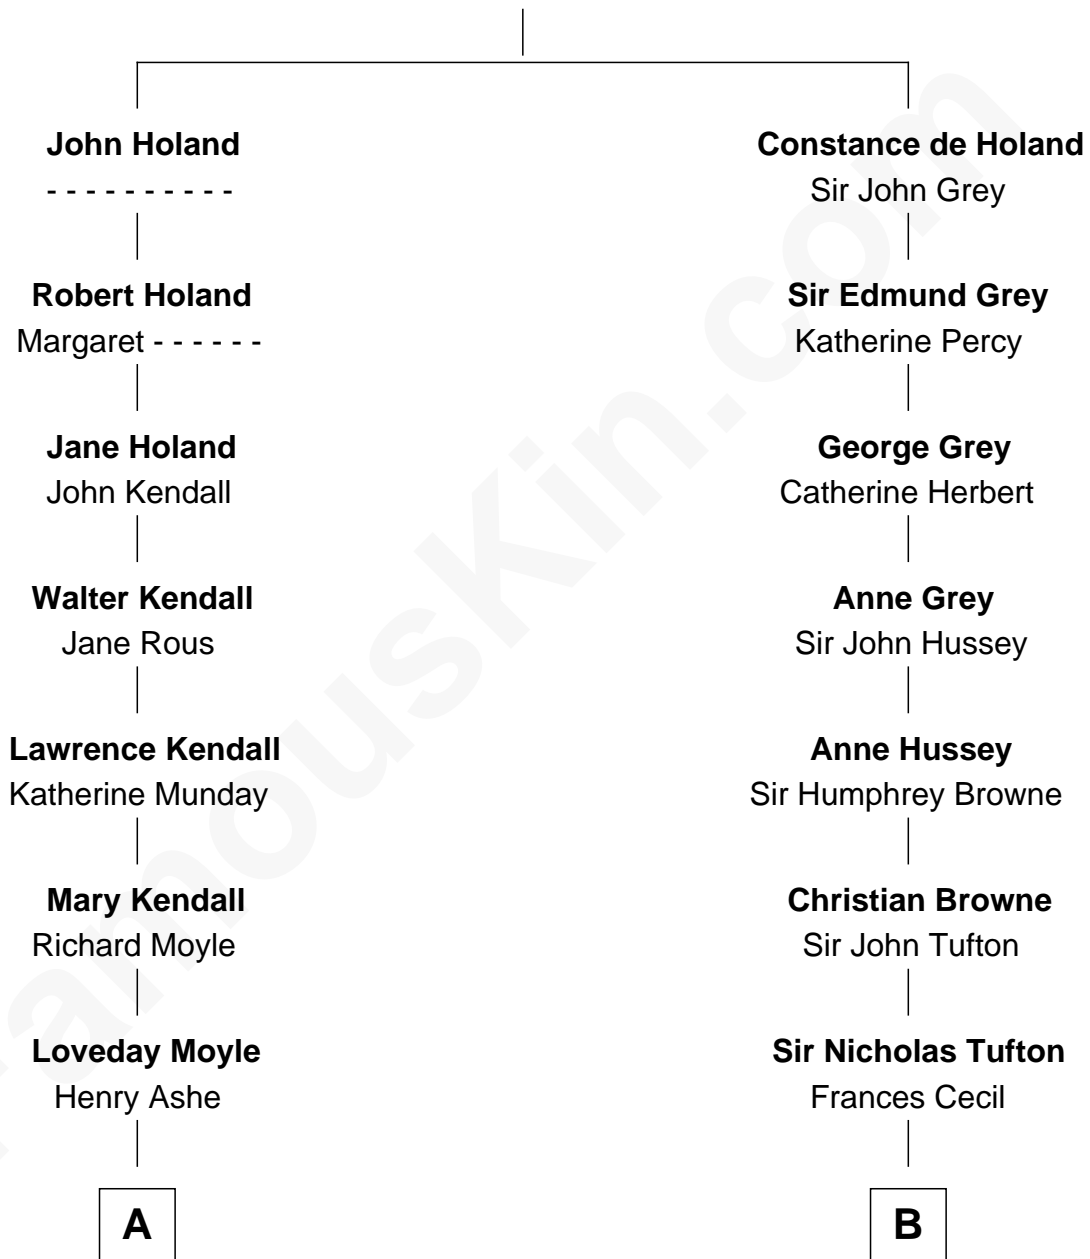 John Holand
- - - - - - - - - -
Robert Holand
Margaret - - - - - -
Jane Holand
John Kendall
Walter Kendall
Jane Rous
Lawrence Kendall
Katherine Munday
Mary Kendall
Richard Moyle
Loveday Moyle
Henry Ashe
A
Constance de Holand
Sir John Grey
Sir Edmund Grey
Katherine Percy
George Grey
Catherine Herbert
Anne Grey
Sir John Hussey
Anne Hussey
Sir Humphrey Browne
Christian Browne
Sir John Tufton
Sir Nicholas Tufton
Frances Cecil
B
FamousKin.com